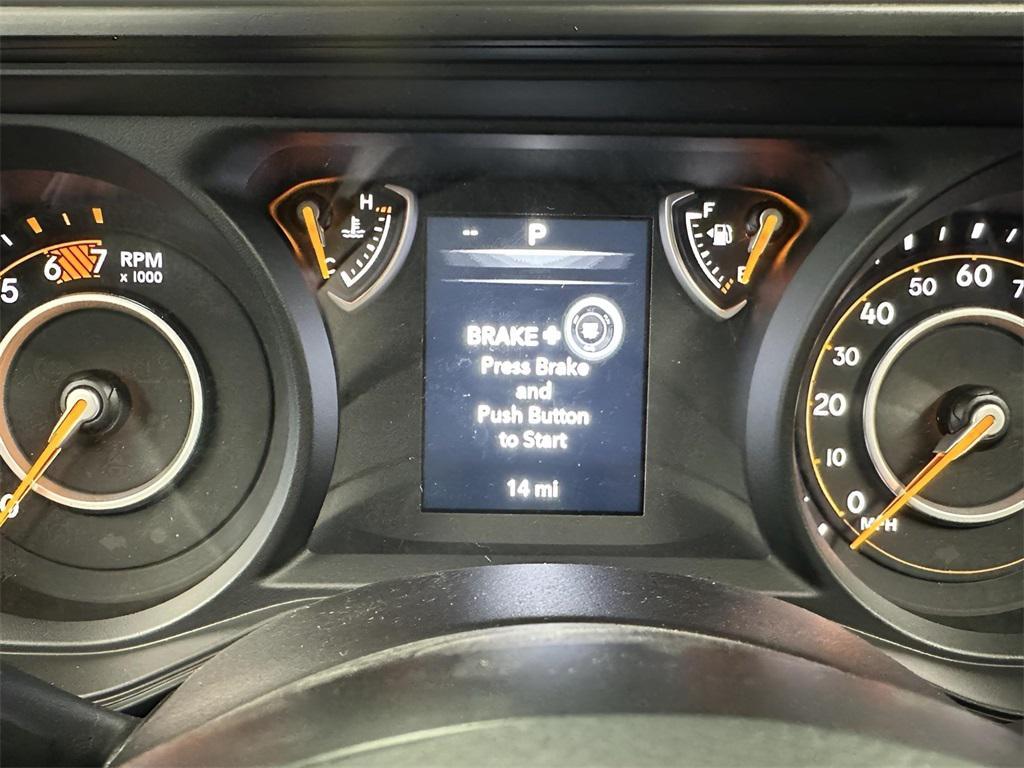 5
6
7
RPM
x 1000
0
C
H
--
P
BRAKE +
Press Brake
and
Push Button
to Start
14 mi
F
E
0
10
20
30
40
50
60
MPH